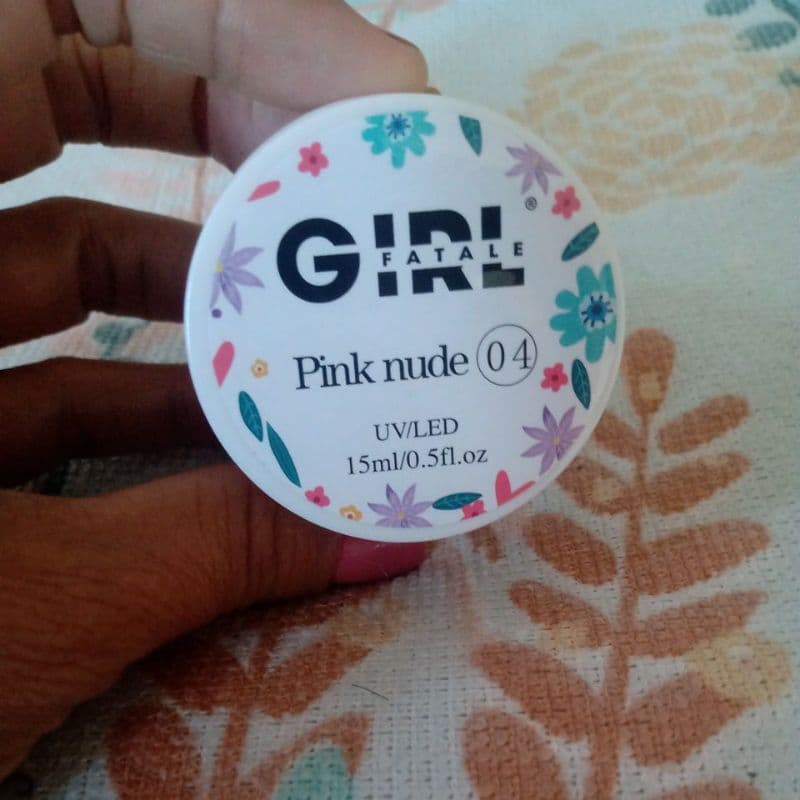 GIRL®
FATALE
Pink nude 04
UV/LED
15ml/0.5fl.oz